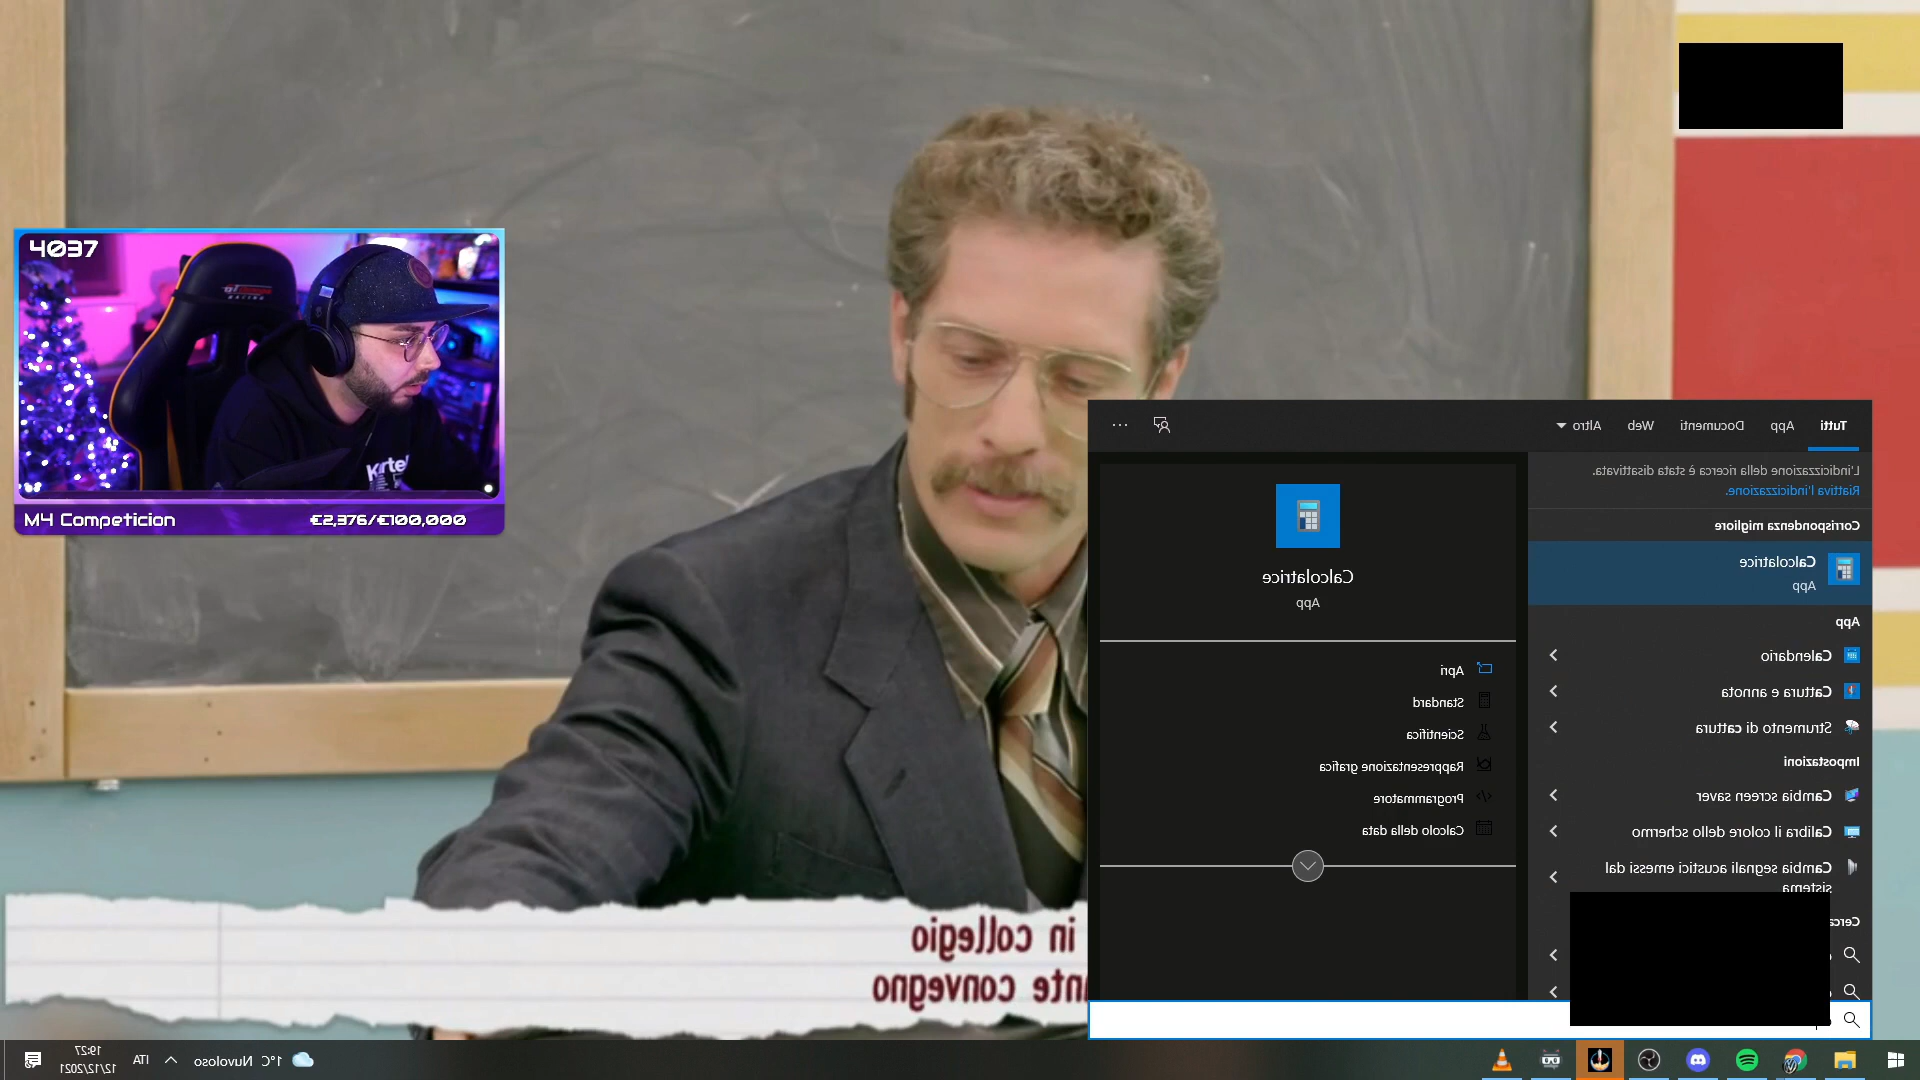 4037
M4 Competicion
€2,376/€100,000
Kartel
in collegio
convegno
Tutti
App
Documenti
Web
Altro
L'indicizzazione della ricerca è stata disattivata.
Riattiva l'indicizzazione.
Corrispondenza migliore
Calcolatrice
App
App
Calendario
Cattura e annota
Strumento di cattura
Impostazioni
Cambia screen saver
Calibra il colore dello schermo
Cambia segnali acustici emessi dal
sistema
Calcolatrice
App
Apri
Standard
Scientifica
Rappresentazione grafica
Programmatore
Calcolo della data
1°C Nuvoloso
ITA
19:27
12/12/2021